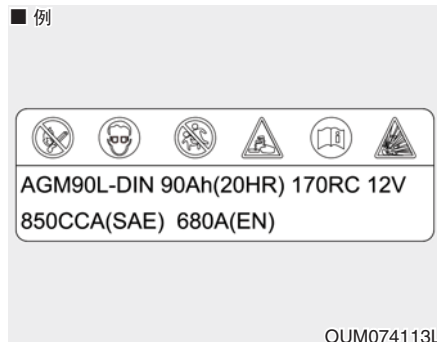 ■ 例
AGM90L-DIN 90Ah(20HR) 170RC 12V
850CCA(SAE) 680A(EN)
OUM074113L